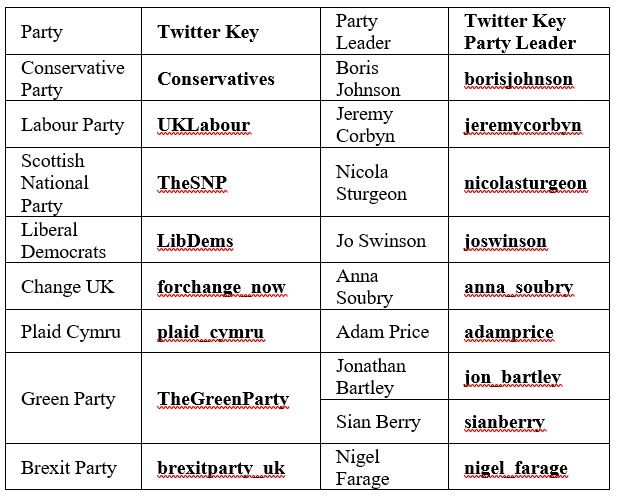 Party Twitter Key Party Leader Twitter Key Party Leader
Conservative Party Conservatives Boris Johnson borisjohnson
Labour Party UKLabour Jeremy Corbyn jeremycorbyn
Scottish National Party TheSNP Nicola Sturgeon nicolasturgeon
Liberal Democrats LibDems Jo Swinson joswinson
Change UK forchange_now Anna Soubry anna_soubry
Plaid Cymru plaid_cymru Adam Price adamprice
Green Party TheGreenParty Jonathan Bartley jon_bartley
Sian Berry sianberry
Brexit Party brexitparty_uk Nigel Farage nigel_farage